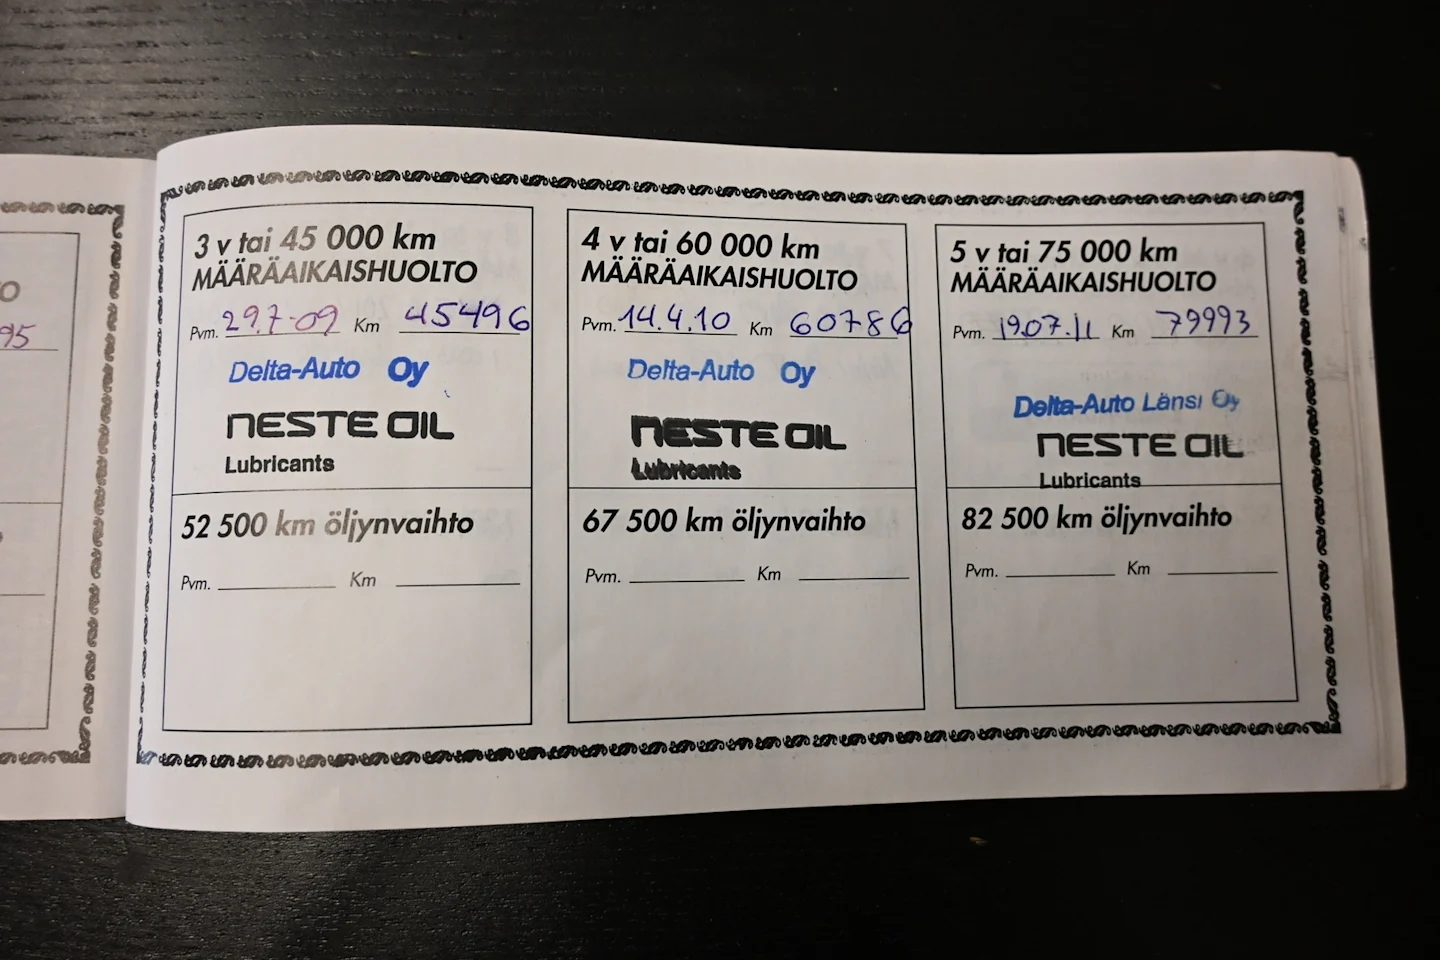 O
95
3 v tai 45 000 km
MÄÄRÄAIKAISHUOLTO
Pvm. 29.7-09 Km 45496
Delta-Auto Oy
NESTE OIL
Lubricants
52 500 km öljynvaihto
Pvm. Km
4 v tai 60 000 km
MÄÄRÄAIKAISHUOLTO
Pvm. 14.4.10 Km 60786
Delta-Auto Oy
NESTE OIL
Lubricants
67 500 km öljynvaihto
Pvm. Km
5 v tai 75 000 km
MÄÄRÄAIKAISHUOLTO
Pvm. 19.07.11 Km 79993
Delta-Auto Länsi Oy
NESTE OIL
Lubricants
82 500 km öljynvaihto
Pvm. Km